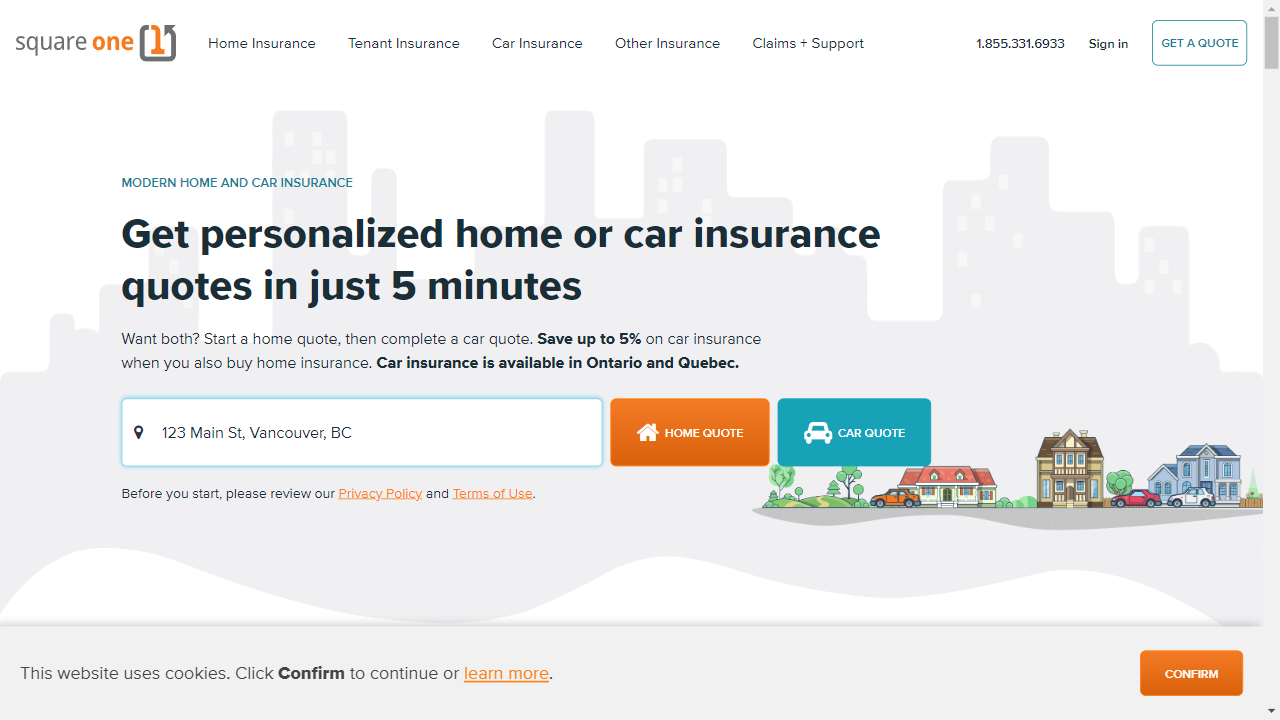 square one 1
Home Insurance
Tenant Insurance
Car Insurance
Other Insurance
Claims + Support
1.855.331.6933
Sign in
GET A QUOTE
MODERN HOME AND CAR INSURANCE
Get personalized home or car insurance
quotes in just 5 minutes
Want both? Start a home quote, then complete a car quote. Save up to 5% on car insurance
when you also buy home insurance. Car insurance is available in Ontario and Quebec.
123 Main St, Vancouver, BC
HOME QUOTE
CAR QUOTE
Before you start, please review our Privacy Policy and Terms of Use.
This website uses cookies. Click Confirm to continue or learn more.
CONFIRM